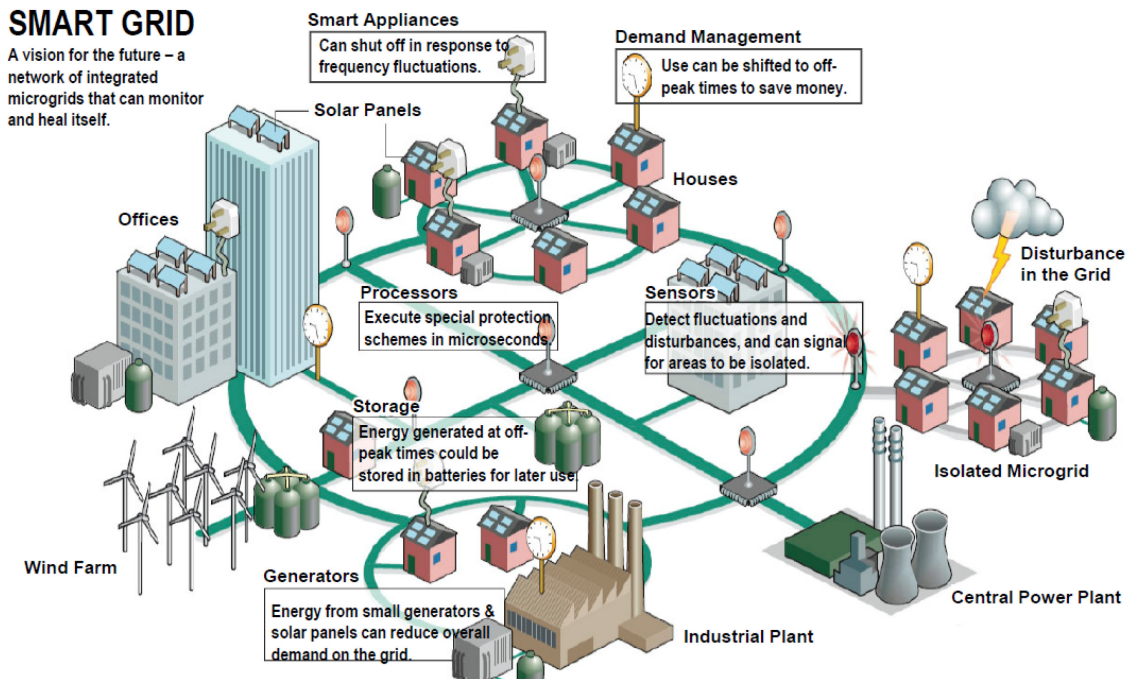 SMART GRID
A vision for the future – a
network of integrated
microgrids that can monitor
and heal itself.
Smart Appliances
Can shut off in response to
frequency fluctuations.
Demand Management
Use can be shifted to off-
peak times to save money.
Solar Panels
Houses
Offices
Disturbance
in the Grid
Processors
Execute special protection
schemes in microseconds.
Sensors
Detect fluctuations and
disturbances, and can signal
for areas to be isolated.
Storage
Energy generated at off-
peak times could be
stored in batteries for later use.
Isolated Microgrid
Wind Farm
Generators
Energy from small generators &
solar panels can reduce overall
demand on the grid.
Central Power Plant
Industrial Plant